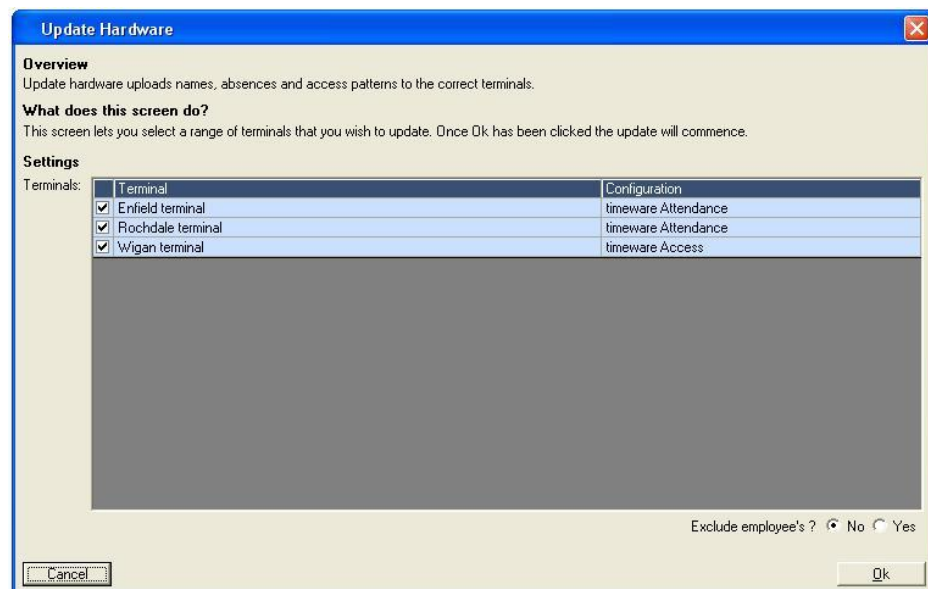 Update Hardware
Overview
Update hardware uploads names, absences and access patterns to the correct terminals.
What does this screen do?
This screen lets you select a range of terminals that you wish to update. Once Ok has been clicked the update will commence.
Settings
Terminals: Terminal Configuration
Enfield terminal timeware Attendance
Rochdale terminal timeware Attendance
Wigan terminal timeware Access
Exclude employee's ? No Yes
Cancel Ok